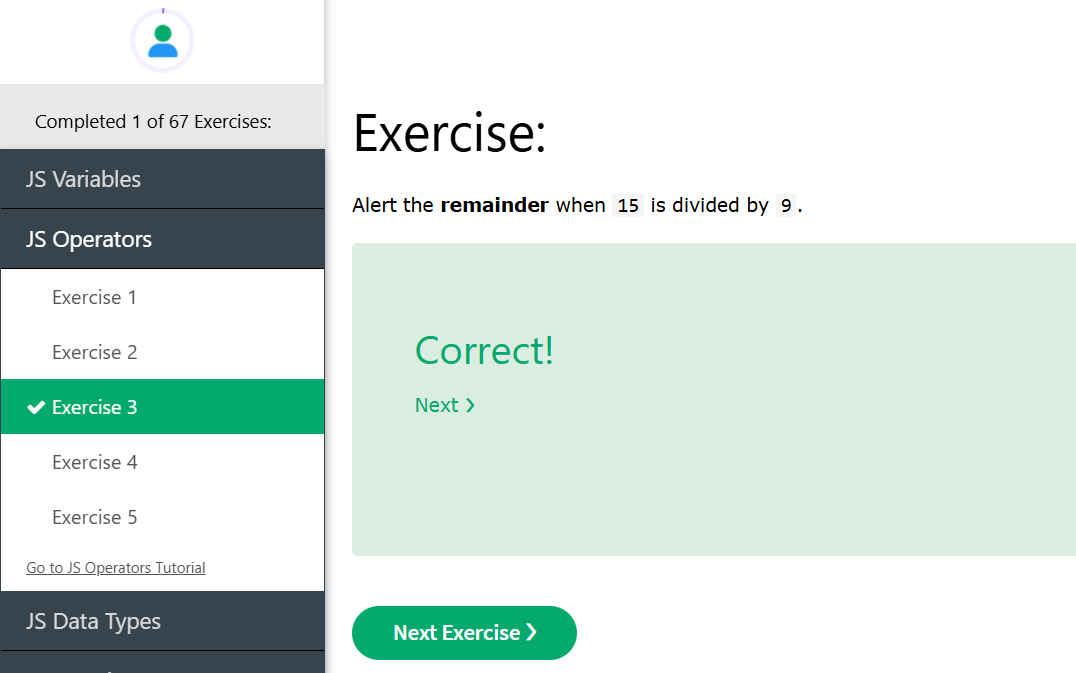 Completed 1 of 67 Exercises:
JS Variables
JS Operators
Exercise 1
Exercise 2
Exercise 3
Exercise 4
Exercise 5
Go to JS Operators Tutorial
JS Data Types
Exercise:
Alert the remainder when 15 is divided by 9.
Correct!
Next ❯
Next Exercise ❯